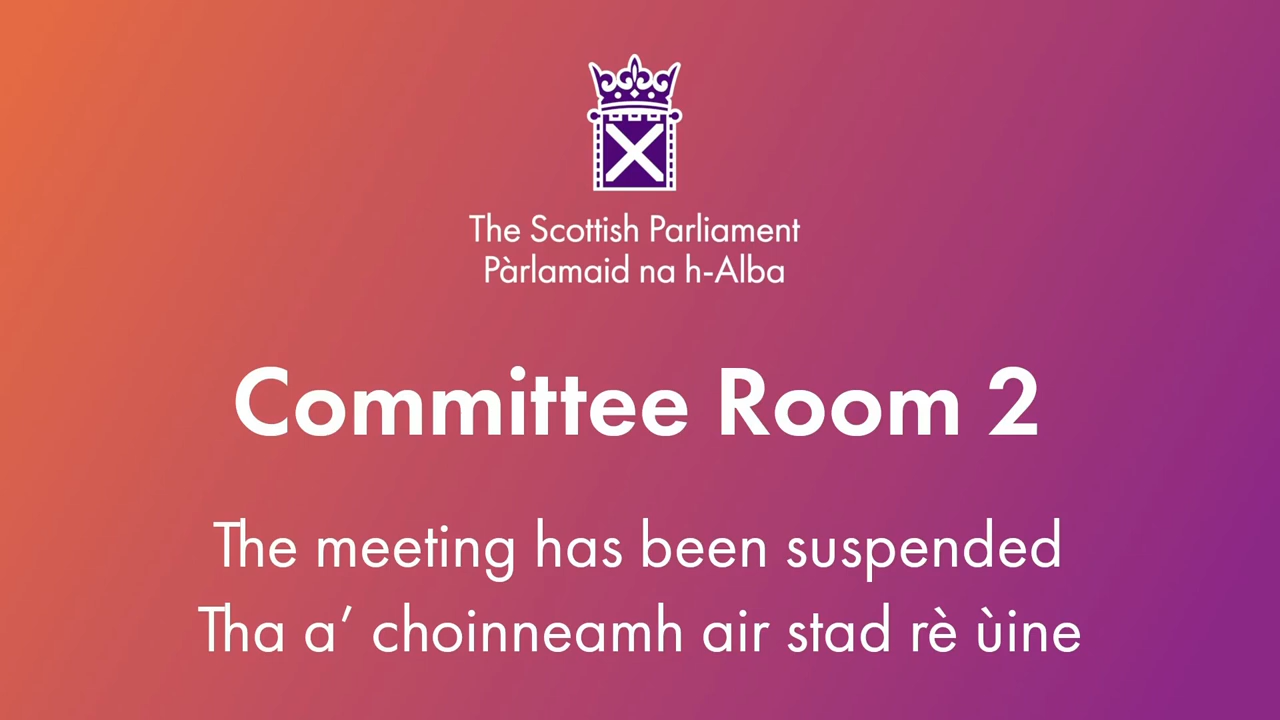 The Scottish Parliament
Pàrlamaid na h-Alba
Committee Room 2
The meeting has been suspended
Tha a’ choinneamh air stad rè ùine